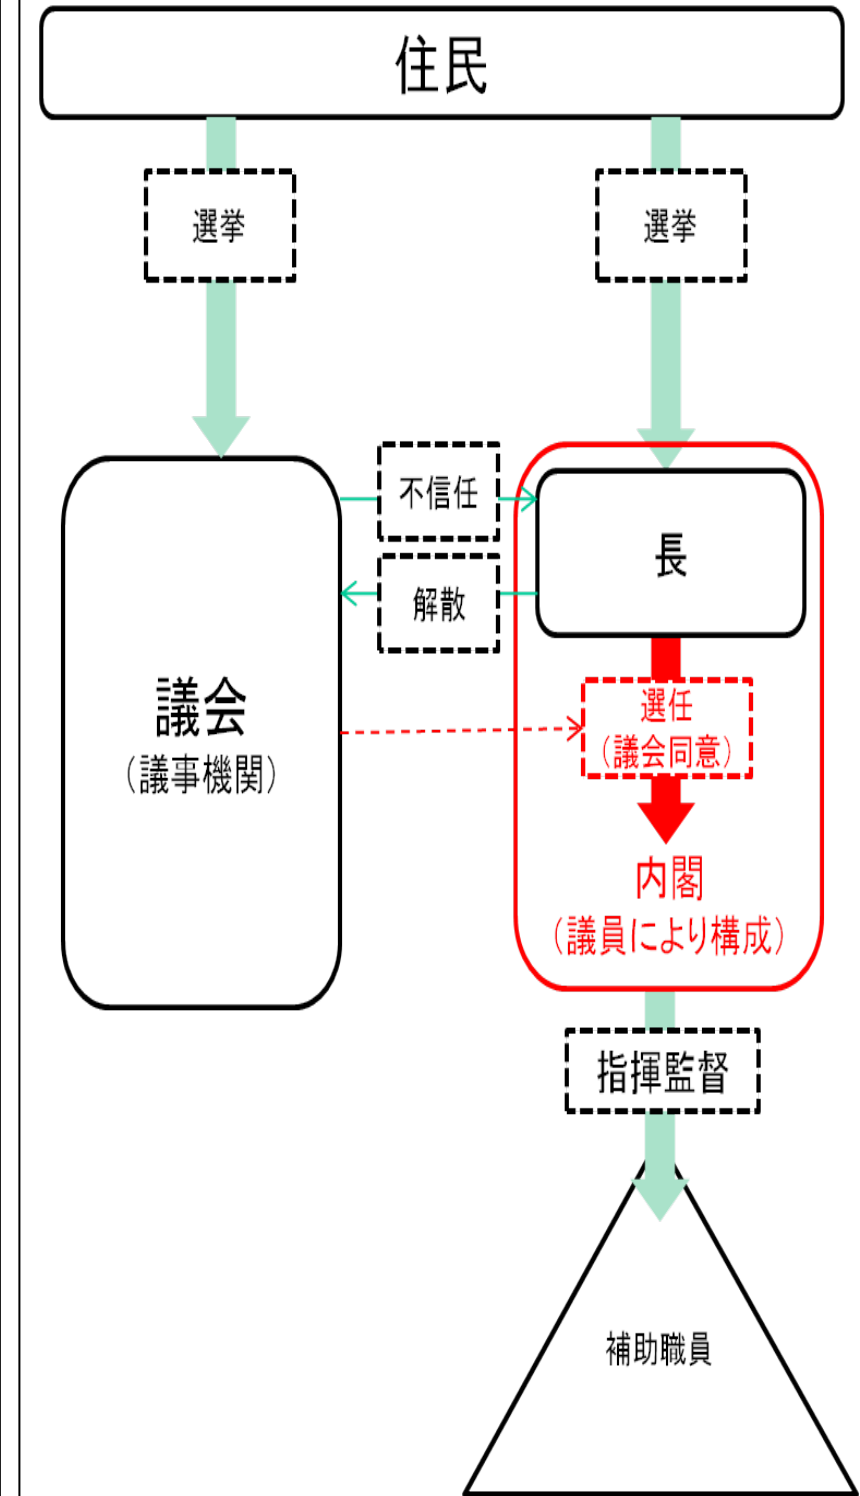 住民
選挙
選挙
不信任
解散
長
議会
（議事機関）
選任
（議会同意）
内閣
（議員により構成）
指揮監督
補助職員